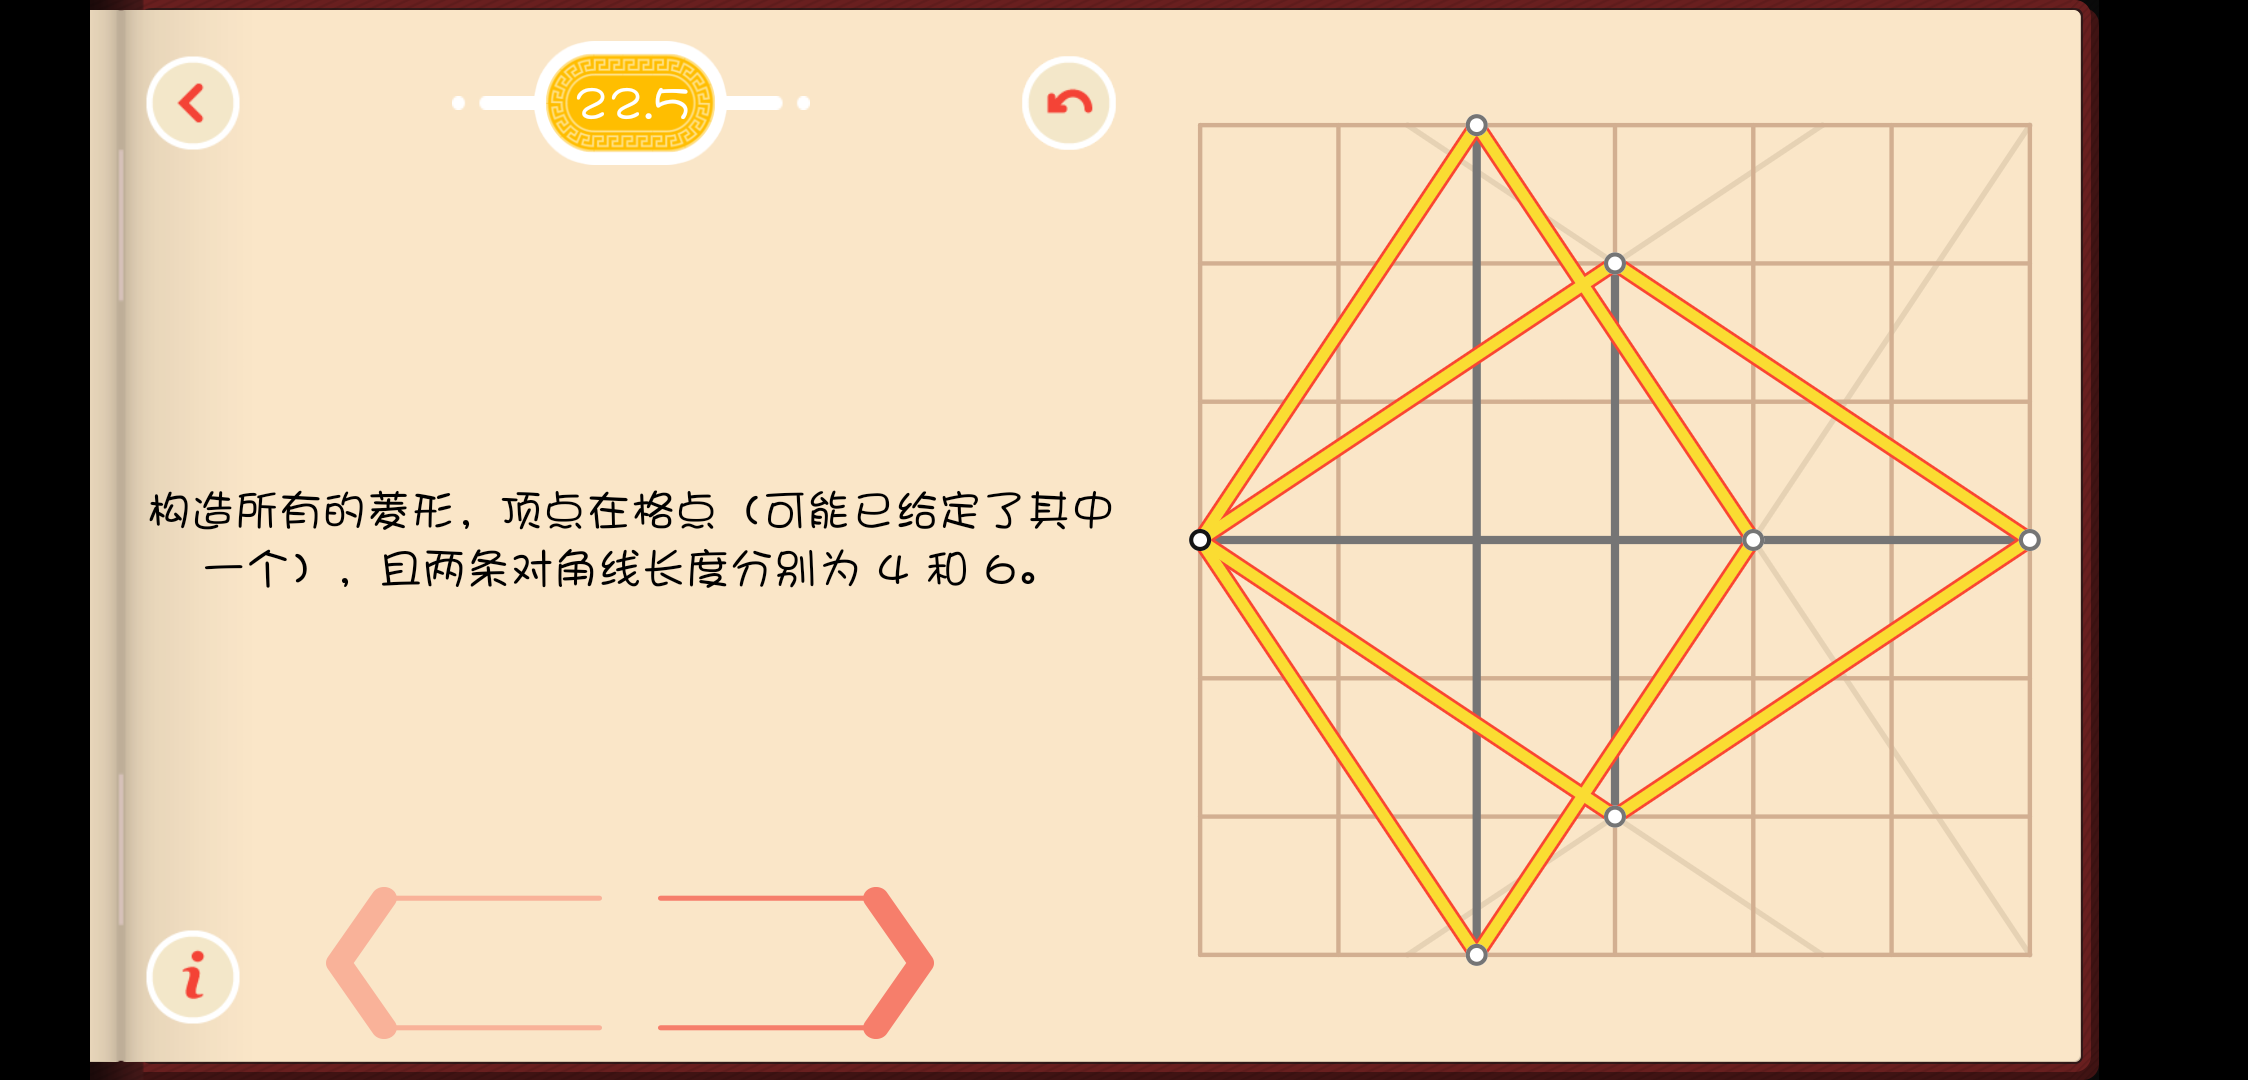 22.5
构造所有的菱形，顶点在格点（可能已给定了其中
一个），且两条对角线长度分别为 4 和 6。
i